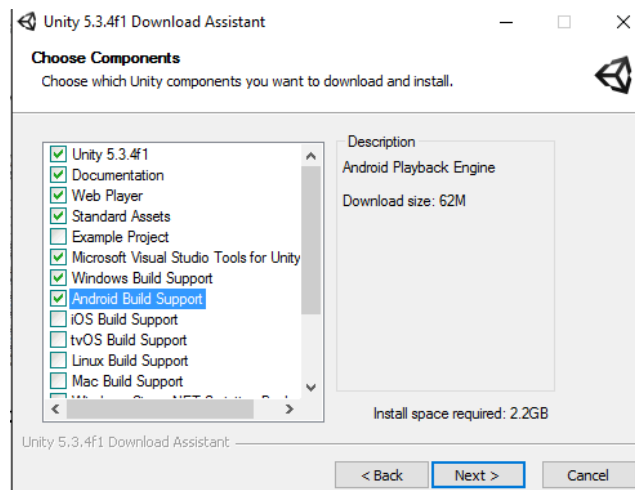 Unity 5.3.4f1 Download Assistant
Choose Components
Choose which Unity components you want to download and install.
Unity 5.3.4f1
Documentation
Web Player
Standard Assets
Example Project
Microsoft Visual Studio Tools for Unity
Windows Build Support
Android Build Support
iOS Build Support
tvOS Build Support
Linux Build Support
Mac Build Support
Description
Android Playback Engine
Download size: 62M
Install space required: 2.2GB
Unity 5.3.4f1 Download Assistant
< Back
Next >
Cancel